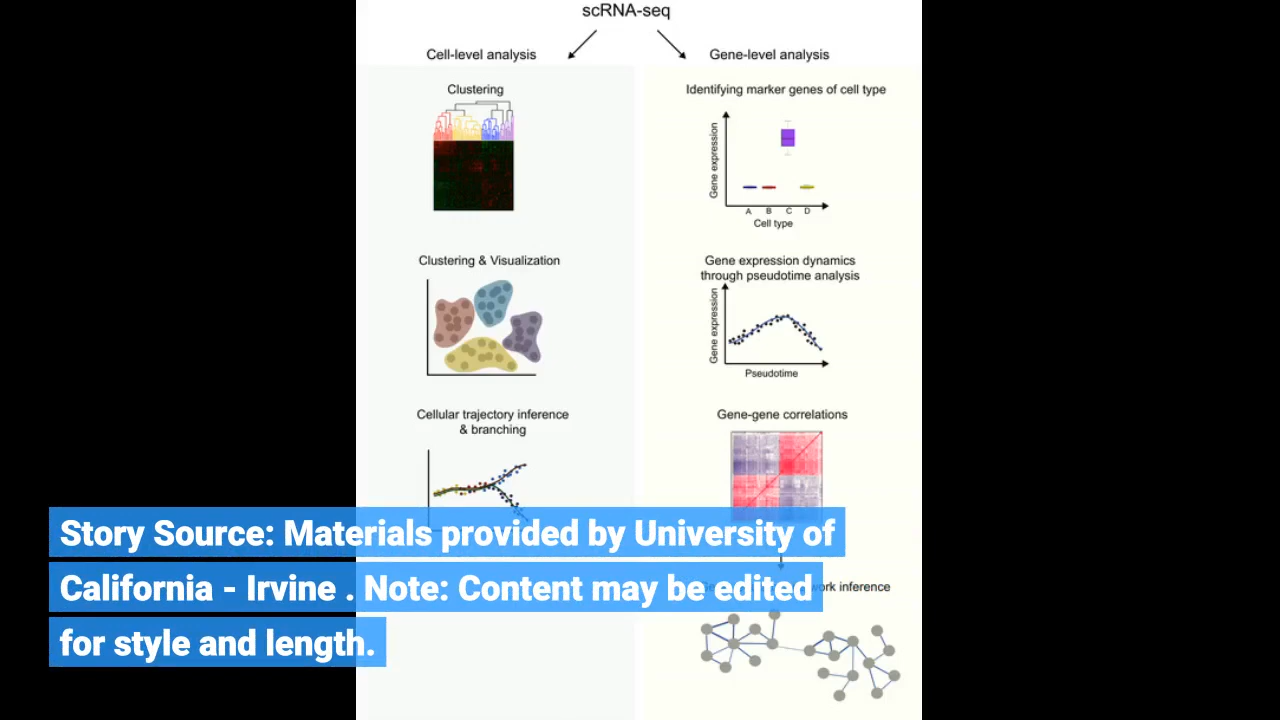 scRNA-seq
Cell-level analysis
Clustering
Clustering & Visualization
Cellular trajectory inference
& branching
Gene-level analysis
Identifying marker genes of cell type
Gene expression
A B C D
Cell type
Gene expression dynamics
through pseudotime analysis
Gene expression
Pseudotime
Gene-gene correlations
inference
Story Source: Materials provided by University of
California - Irvine . Note: Content may be edited
for style and length.